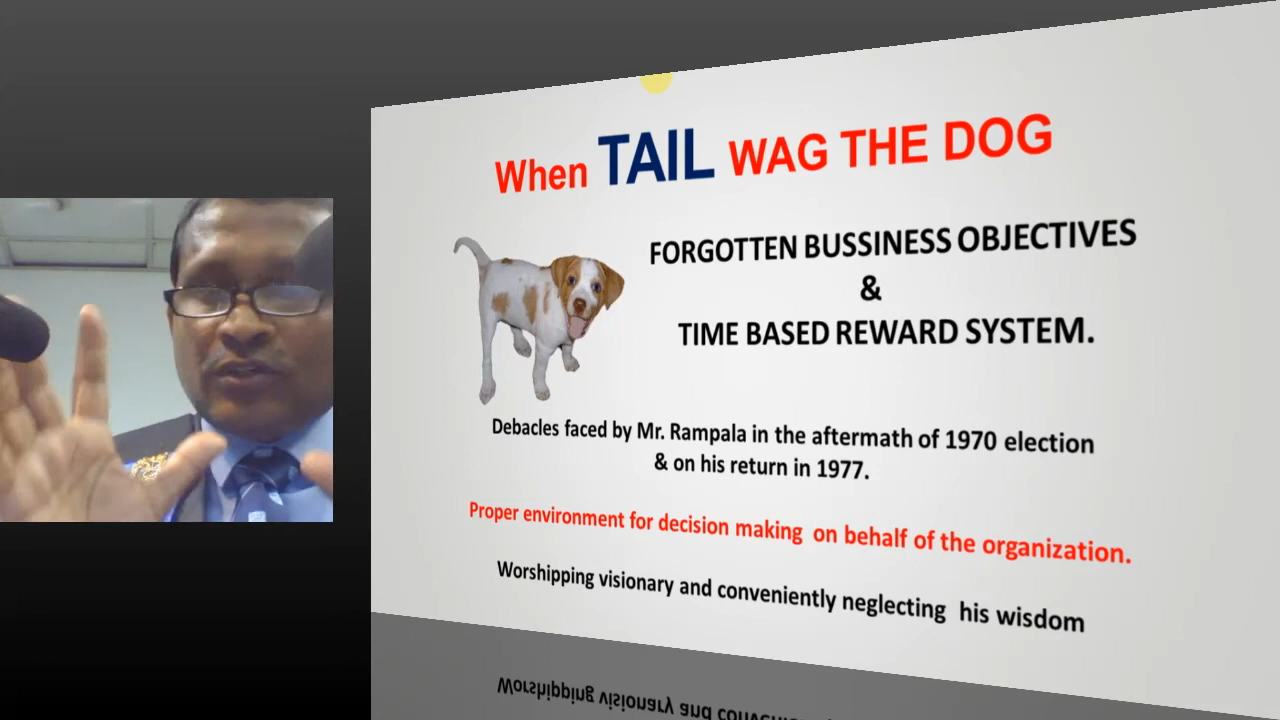 When TAIL WAG THE DOG
FORGOTTEN BUSSINESS OBJECTIVES
&
TIME BASED REWARD SYSTEM.
Debacles faced by Mr. Rampala in the aftermath of 1970 election
& on his return in 1977.
Proper environment for decision making on behalf of the organization.
Worshipping visionary and conveniently neglecting his wisdom